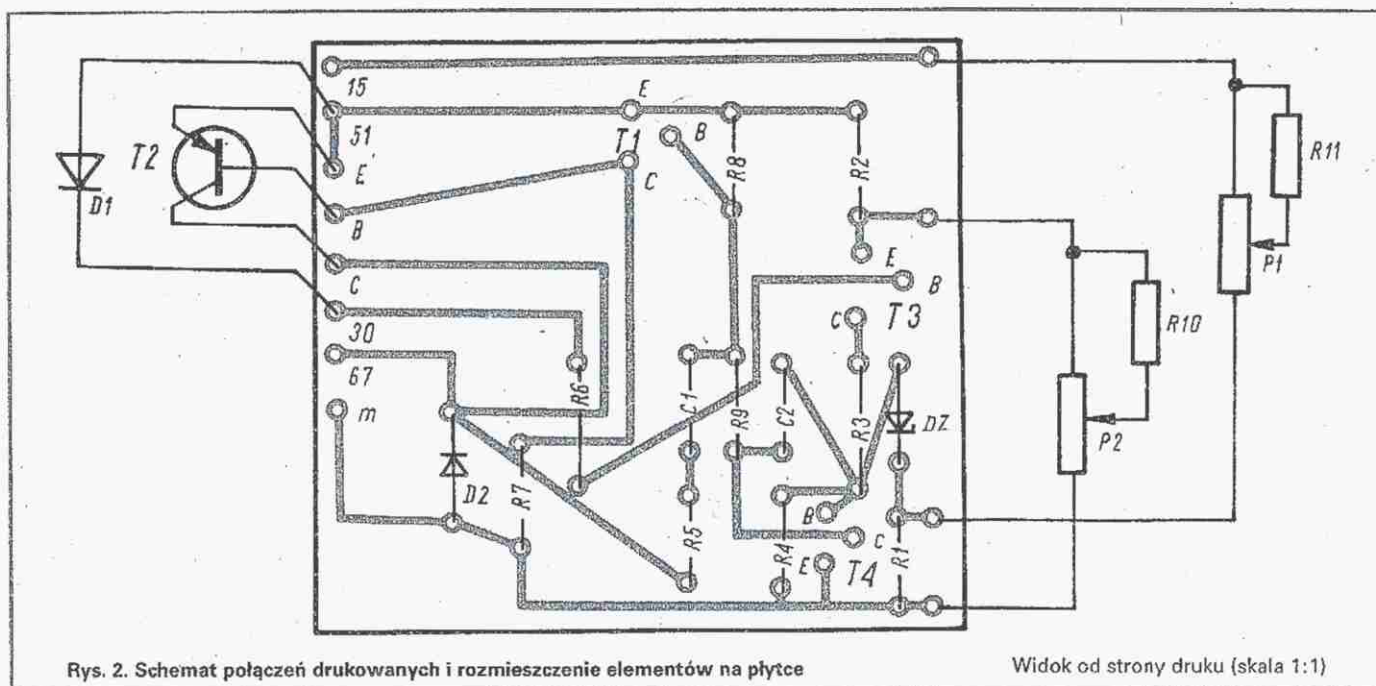 15
51
E
B
C
30
67
m
D1
T2
E
T1
B
C
R8
R2
E
B
C
T3
R6
C1
R9
C2
R3
DZ
D2
R7
R5
R4
B
C
E
T4
R1
R11
P1
R10
P2
Rys. 2. Schemat połączeń drukowanych i rozmieszczenie elementów na płytce
Widok od strony druku (skala 1:1)